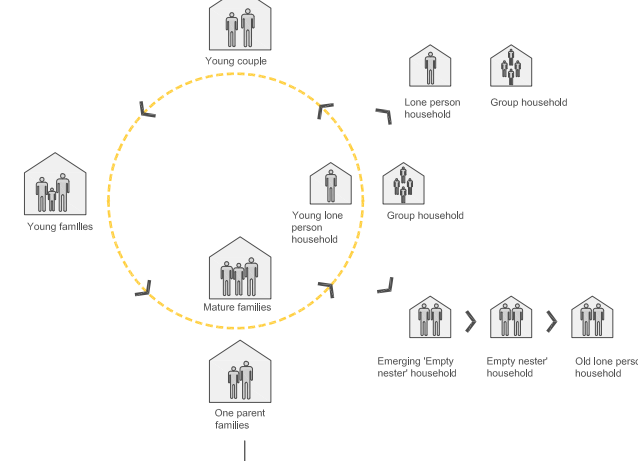 Young couple
Lone person
household
Group household
Young families
Young lone
person
household
Group household
Mature families
Emerging 'Empty
nester' household
Empty nester'
household
Old lone
household
One parent
families